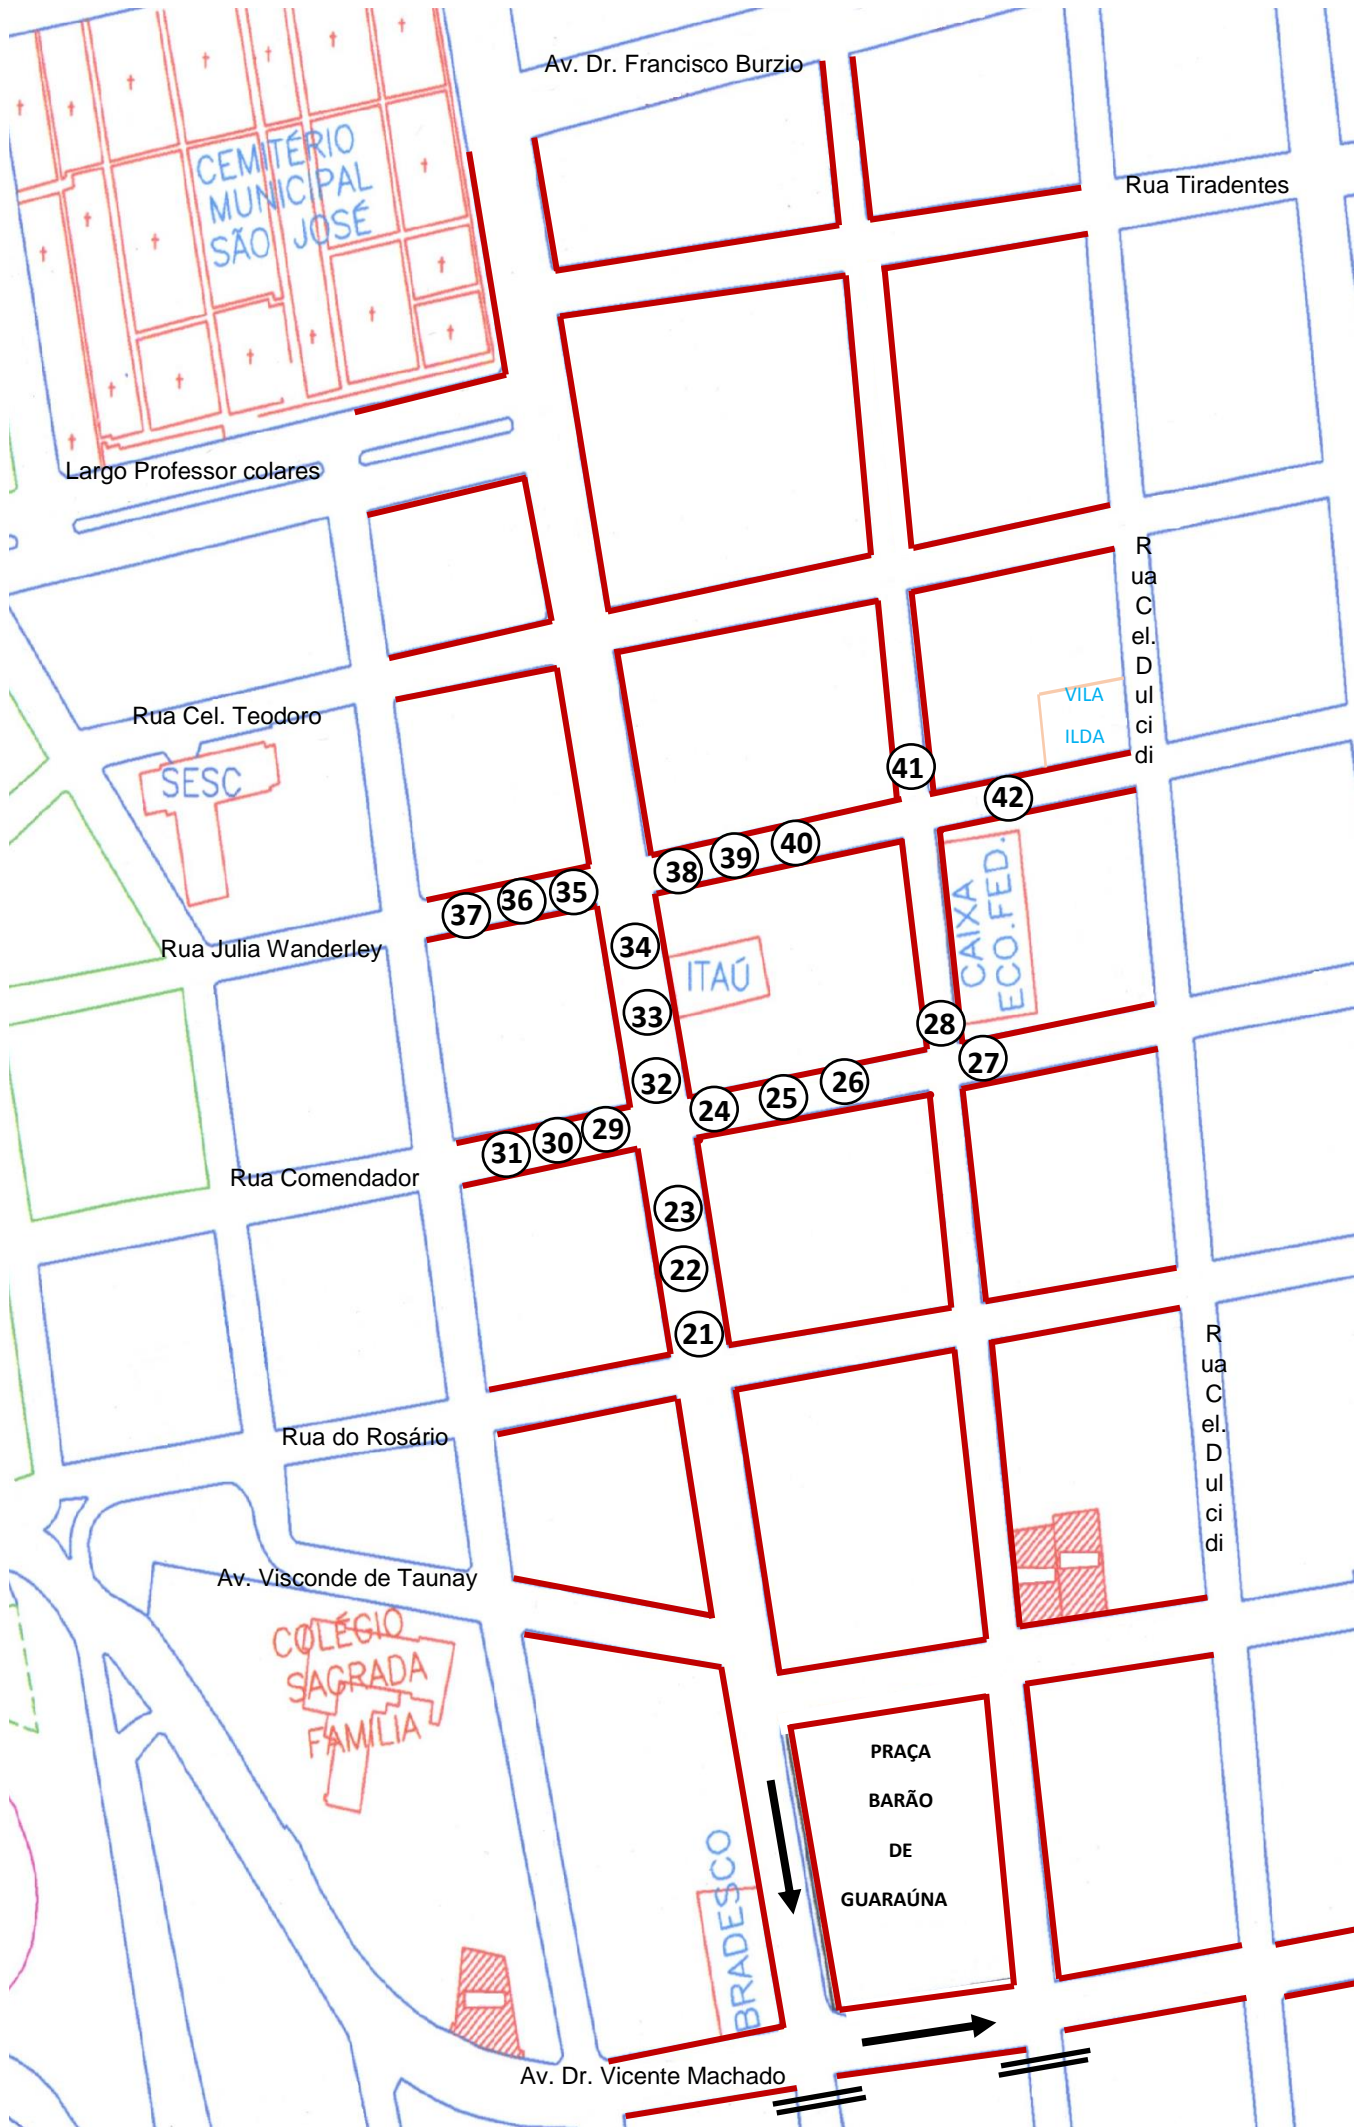 Av. Dr. Francisco Burzio
CEMITÉRIO
MUNICIPAL
SÃO JOSÉ
Rua Tiradentes
Largo Professor colares
R
ua
C
el.
D
ul
ci
di
VILA
ILDA
Rua Cel. Teodoro
SESC
41
42
40
39
38
35
36
37
CAIXA
ECO.FED.
Rua Julia Wanderley
34
ITAÚ
33
28
27
32
26
25
24
29
30
31
Rua Comendador
23
22
21
R
ua
C
el.
D
ul
ci
di
Rua do Rosário
Av. Visconde de Taunay
COLÉGIO
SAGRADA
FAMÍLIA
PRAÇA
BARÃO
DE
GUARAÚNA
BRADESCO
Av. Dr. Vicente Machado